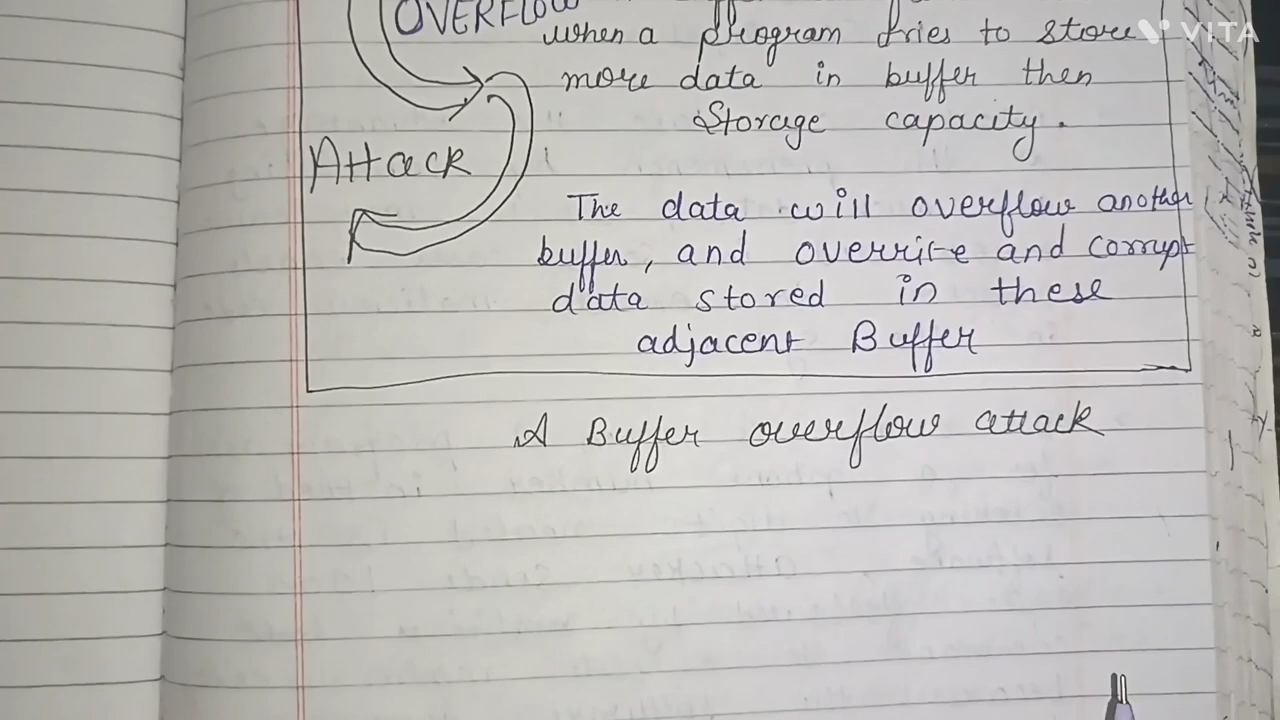 OVERFLOW
when a program tries to store
more data in buffer then
Storage capacity.
Attack
The data will overflow another
buffer, and overrite and corrupt
data stored in these
adjacent Buffer
A Buffer overflow attack
VITA